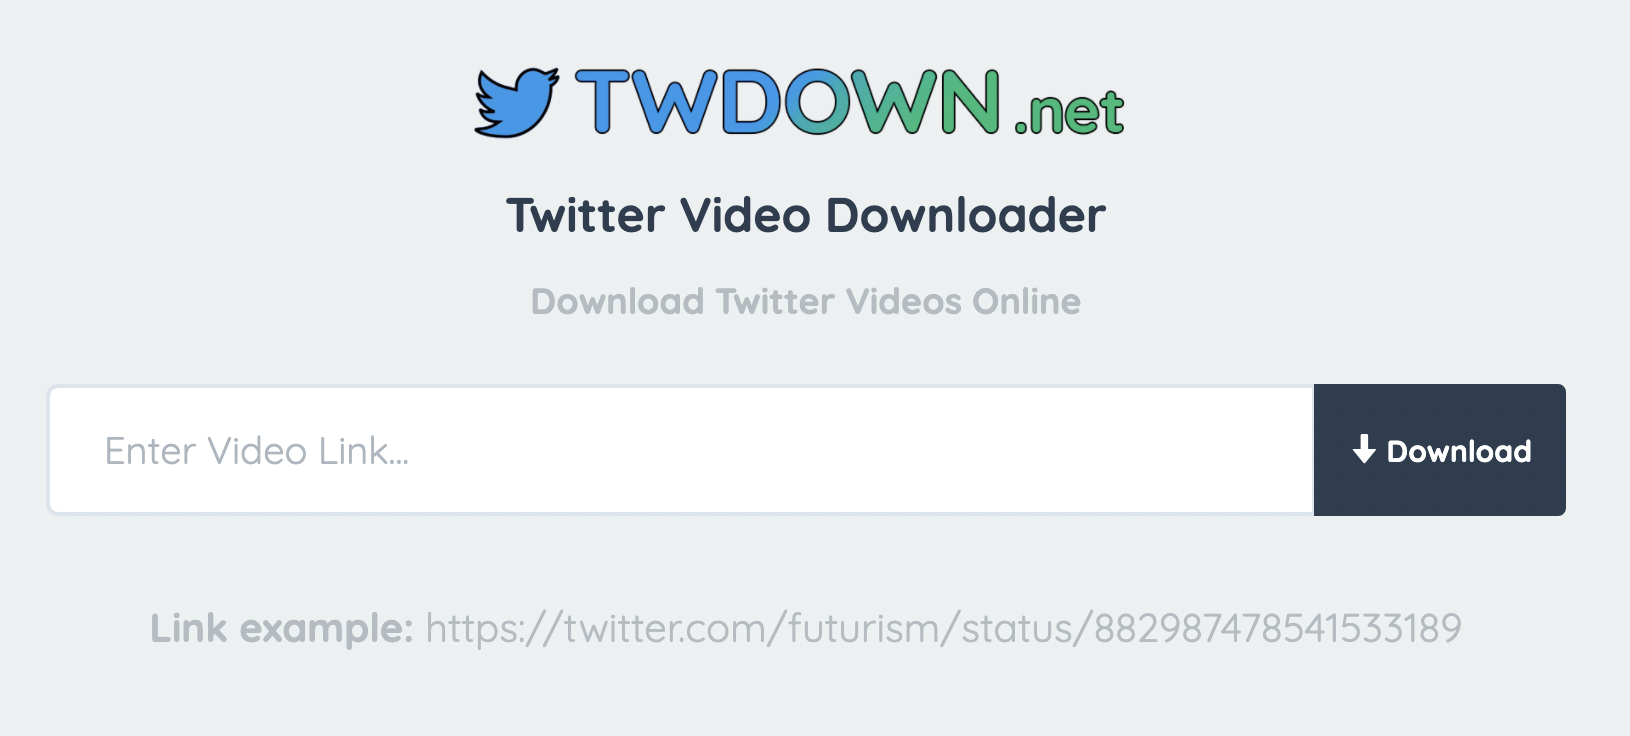 TWDOWN.net
Twitter Video Downloader
Download Twitter Videos Online
Enter Video Link...
Download
Link example: https://twitter.com/futurism/status/882987478541533189